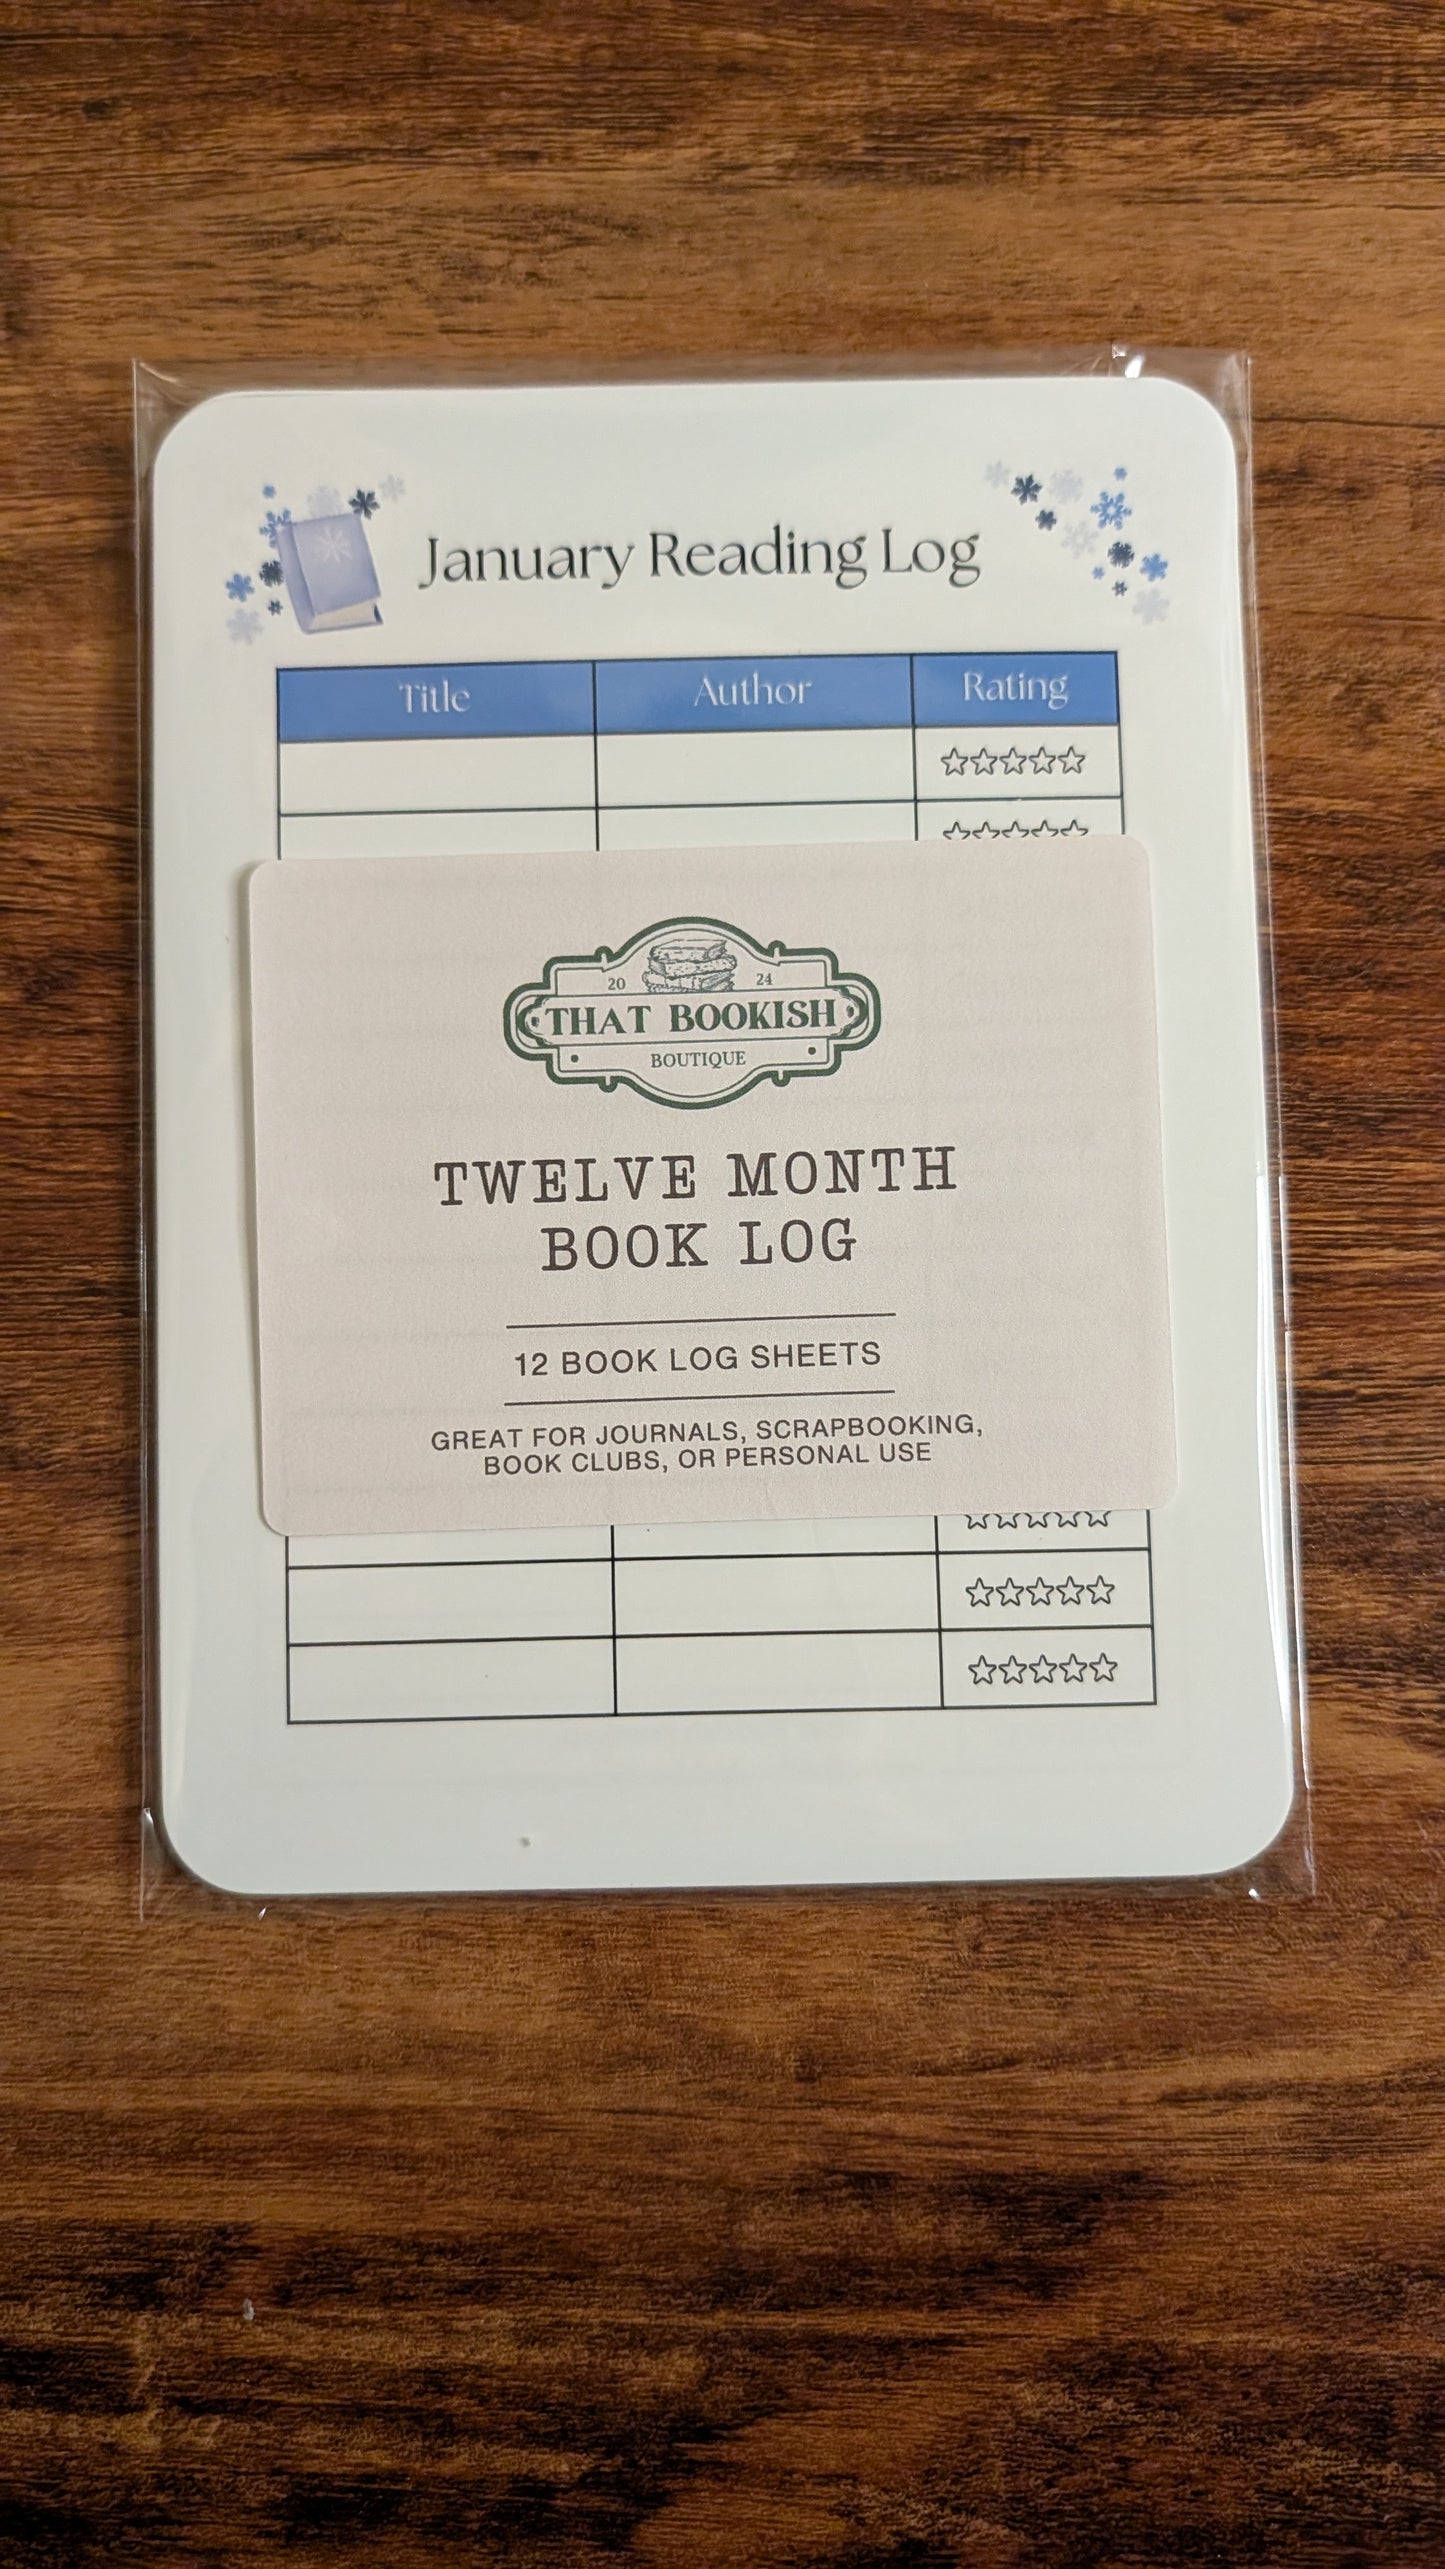 January Reading Log
Title Author Rating
20 24
THAT BOOKISH
BOUTIQUE
TWELVE MONTH
BOOK LOG
12 BOOK LOG SHEETS
GREAT FOR JOURNALS, SCRAPBOOKING,
BOOK CLUBS, OR PERSONAL USE